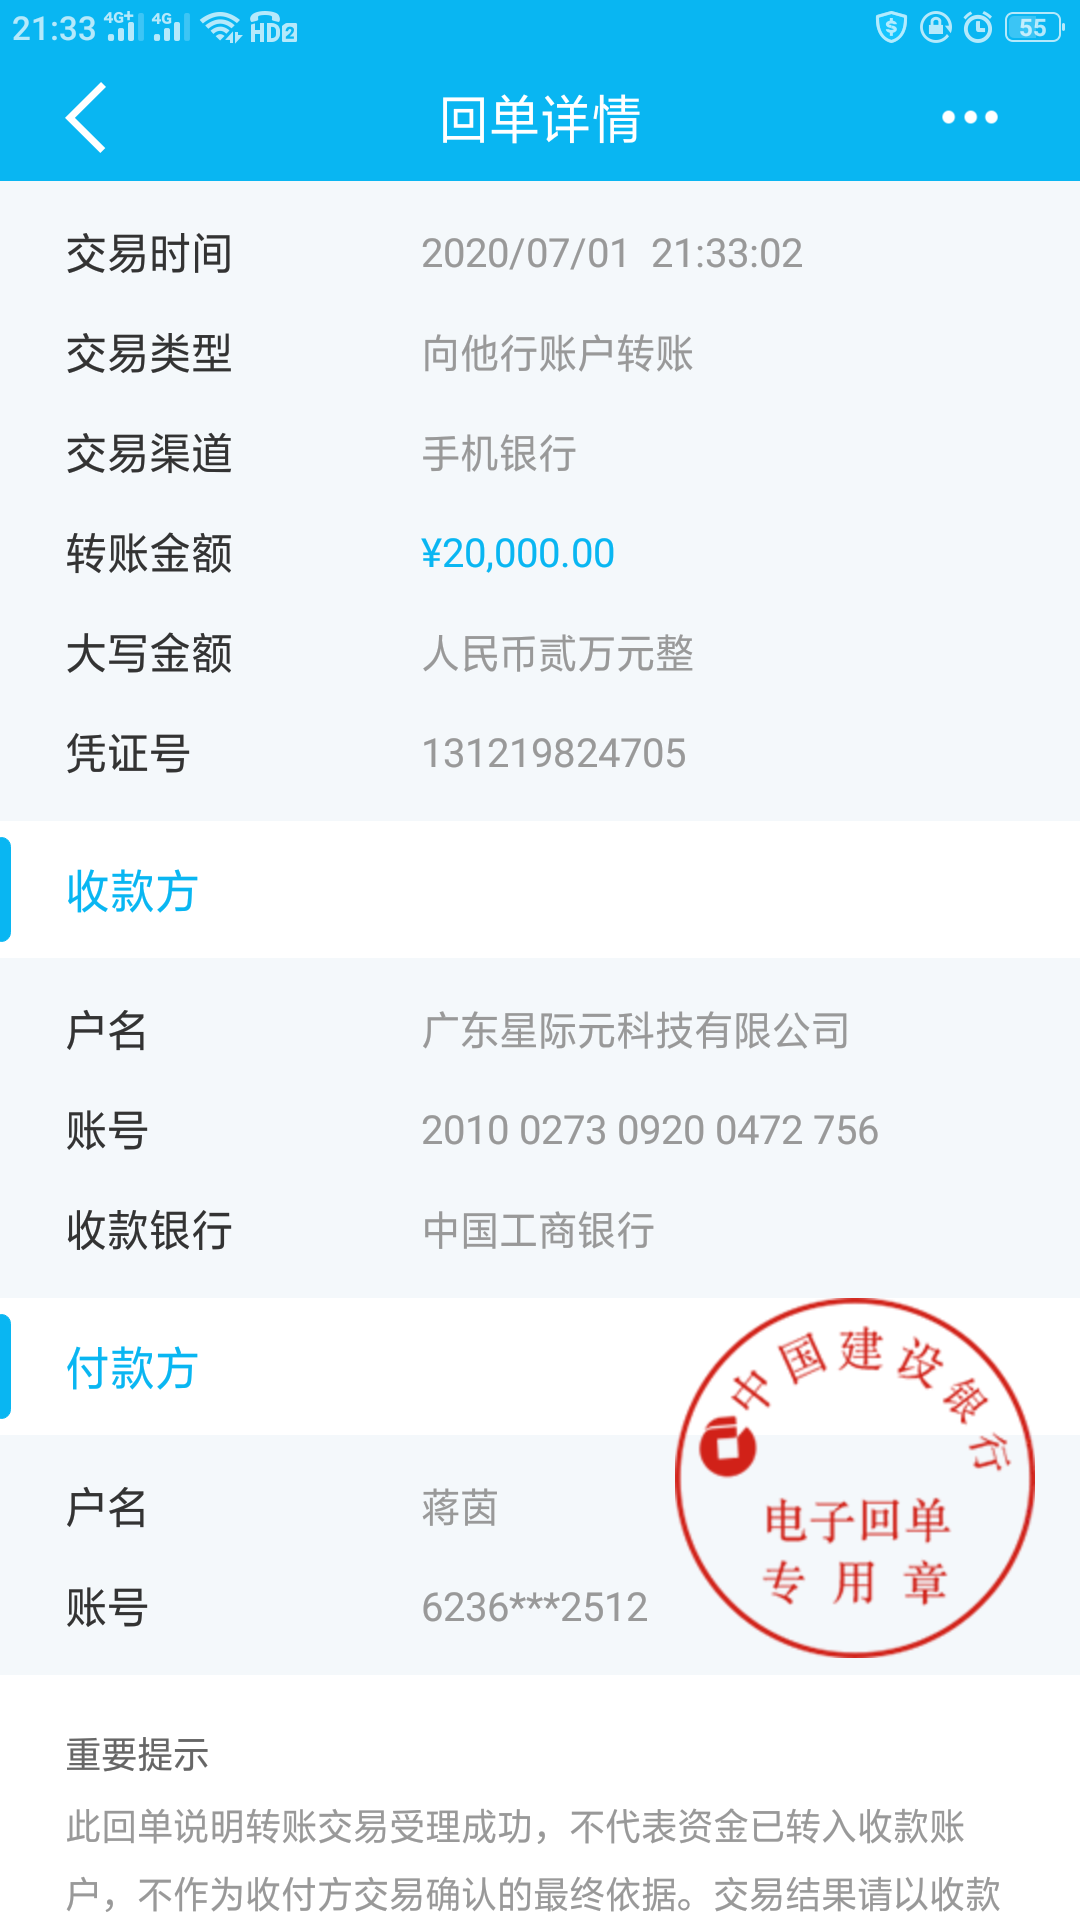 21:33 4G+ 4G HD2 55
回单详情
交易时间 2020/07/01 21:33:02
交易类型 向他行账户转账
交易渠道 手机银行
转账金额 ¥20,000.00
大写金额 人民币贰万元整
凭证号 131219824705
收款方
户名 广东星际元科技有限公司
账号 2010 0273 0920 0472 756
收款银行 中国工商银行
付款方
中国建设银行
电子回单
专用章
户名 蒋茵
账号 6236***2512
重要提示
此回单说明转账交易受理成功，不代表资金已转入收款账
户，不作为收付方交易确认的最终依据。交易结果请以收款